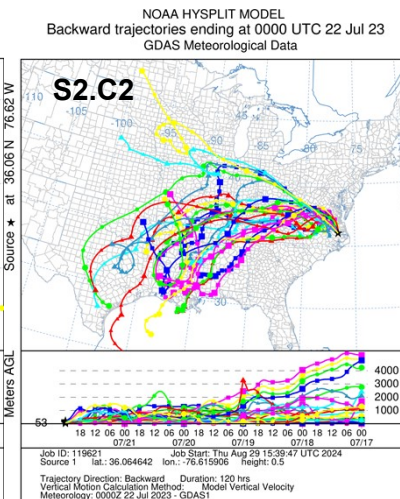 NOAA HYSPLIT MODEL
Backward trajectories ending at 0000 UTC 22 Jul 23
GDAS Meteorological Data
S2.C2
Source ★ at 36.06 N 76.62 W
-110
-105
-100
-95
-90
-85
-80
-75
30
Meters AGL
53
4000
3000
2000
1000
18 12 06 00 18 12 06 00 18 12 06 00 18 12 06 00 18 12 06 00
07/21 07/20 07/19 07/18 07/17
Job ID: 119621 Job Start: Thu Aug 29 15:39:47 UTC 2024
Source 1 lat.: 36.064642 lon.: -76.615906 height: 0.5
Trajectory Direction: Backward Duration: 120 hrs
Vertical Motion Calculation Method: Model Vertical Velocity
Meteorology: 0000Z 22 Jul 2023 - GDAS1